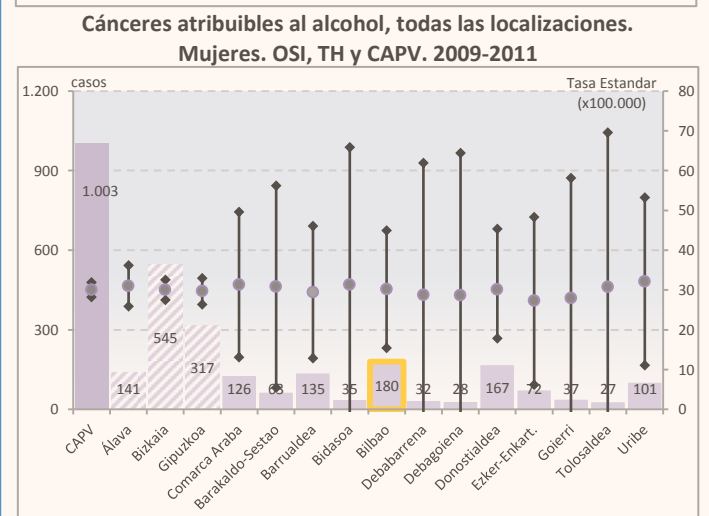 Cánceres atribuibles al alcohol, todas las localizaciones.
Mujeres. OSI, TH y CAPV. 2009-2011
casos
Tasa Estandar
(x100.000)
1.200
900
600
300
0
80
70
60
50
40
30
20
10
0
1.003
141
545
317
126
63
135
35
180
32
28
167
72
37
27
101
CAPV
Álava
Bizkaia
Gipuzkoa
Comarca Araba
Barakaldo-Sestao
Barrualdea
Bidasoa
Bilbao
Debabarrena
Debagoiena
Donostialdea
Ezker-Enkart.
Goierri
Tolosaldea
Uribe